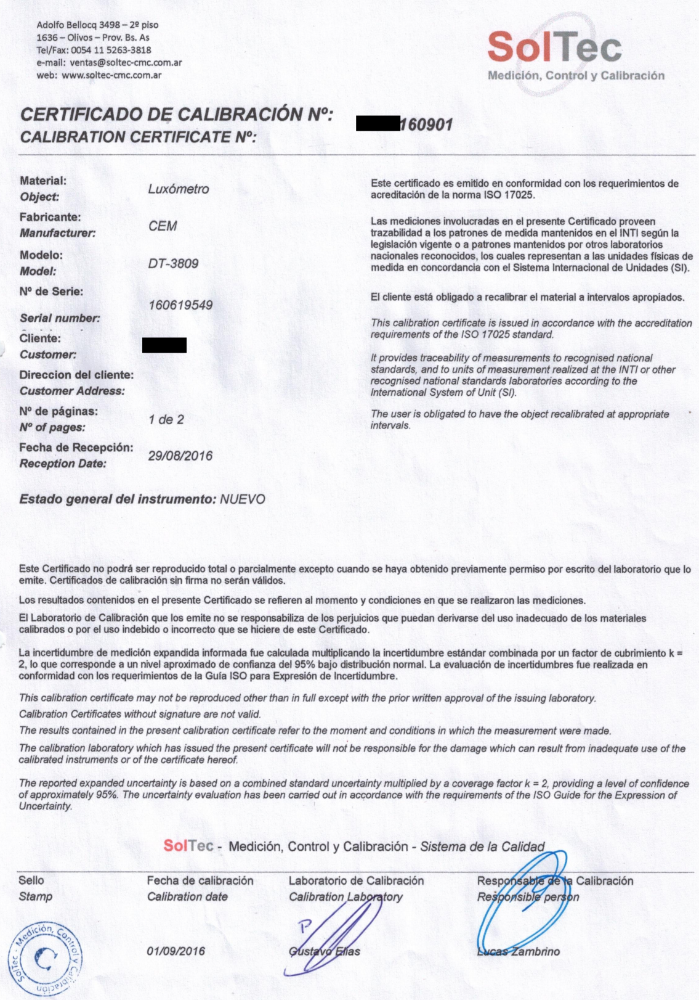 Adolfo Bellocq 3498 – 2º piso
1636 – Olivos – Prov. Bs. As
Tel/Fax: 0054 11 5263-3818
e-mail: ventas@soltec-cmc.com.ar
web: www.soltec-cmc.com.ar
SolTec
Medición, Control y Calibración
CERTIFICADO DE CALIBRACIÓN Nº:
CALIBRATION CERTIFICATE Nº:
160901
Material:
Object:
Luxómetro
Fabricante:
Manufacturer:
CEM
Modelo:
Model:
DT-3809
Nº de Serie:
Serial number:
160619549
Cliente:
Customer:
Direccion del cliente:
Customer Address:
Nº de páginas:
Nº of pages:
1 de 2
Fecha de Recepción:
Reception Date:
29/08/2016
Este certificado es emitido en conformidad con los requerimientos de
acreditación de la norma ISO 17025.
Las mediciones involucradas en el presente Certificado proveen
trazabilidad a los patrones de medida mantenidos en el INTI según la
legislación vigente o a patrones mantenidos por otros laboratorios
nacionales reconocidos, los cuales representan a las unidades físicas de
medida en concordancia con el Sistema Internacional de Unidades (SI).
El cliente está obligado a recalibrar el material a intervalos apropiados.
This calibration certificate is issued in accordance with the accreditation
requirements of the ISO 17025 standard.
It provides traceability of measurements to recognised national
standards, and to units of measurement realized at the INTI or other
recognised national standards laboratories according to the
International System of Unit (SI).
The user is obligated to have the object recalibrated at appropriate
intervals.
Estado general del instrumento: NUEVO
Este Certificado no podrá ser reproducido total o parcialmente excepto cuando se haya obtenido previamente permiso por escrito del laboratorio que lo
emite. Certificados de calibración sin firma no serán válidos.
Los resultados contenidos en el presente Certificado se refieren al momento y condiciones en que se realizaron las mediciones.
El Laboratorio de Calibración que los emite no se responsabiliza de los perjuicios que puedan derivarse del uso inadecuado de los materiales
calibrados o por el uso indebido o incorrecto que se hiciere de este Certificado.
La incertidumbre de medición expandida informada fue calculada multiplicando la incertidumbre estándar combinada por un factor de cubrimiento k =
2, lo que corresponde a un nivel aproximado de confianza del 95% bajo distribución normal. La evaluación de incertidumbres fue realizada en
conformidad con los requerimientos de la Guía ISO para Expresión de Incertidumbre.
This calibration certificate may not be reproduced other than in full except with the prior written approval of the issuing laboratory.
Calibration Certificates without signature are not valid.
The results contained in the present calibration certificate refer to the moment and conditions in which the measurement were made.
The calibration laboratory which has issued the present certificate will not be responsible for the damage which can result from inadequate use of the
calibrated instruments or of the certificate hereof.
The reported expanded uncertainty is based on a combined standard uncertainty multiplied by a coverage factor k = 2, providing a level of confidence
of approximately 95%. The uncertainty evaluation has been carried out in accordance with the requirements of the ISO Guide for the Expression of
Uncertainty.
SolTec - Medición, Control y Calibración - Sistema de la Calidad
Sello
Stamp
Fecha de calibración
Calibration date
Laboratorio de Calibración
Calibration Laboratory
Responsable de la Calibración
Responsible person
SolTec - Medición, Control y Calibración
01/09/2016
P
Gustavo Elias
Lucas Zambrino